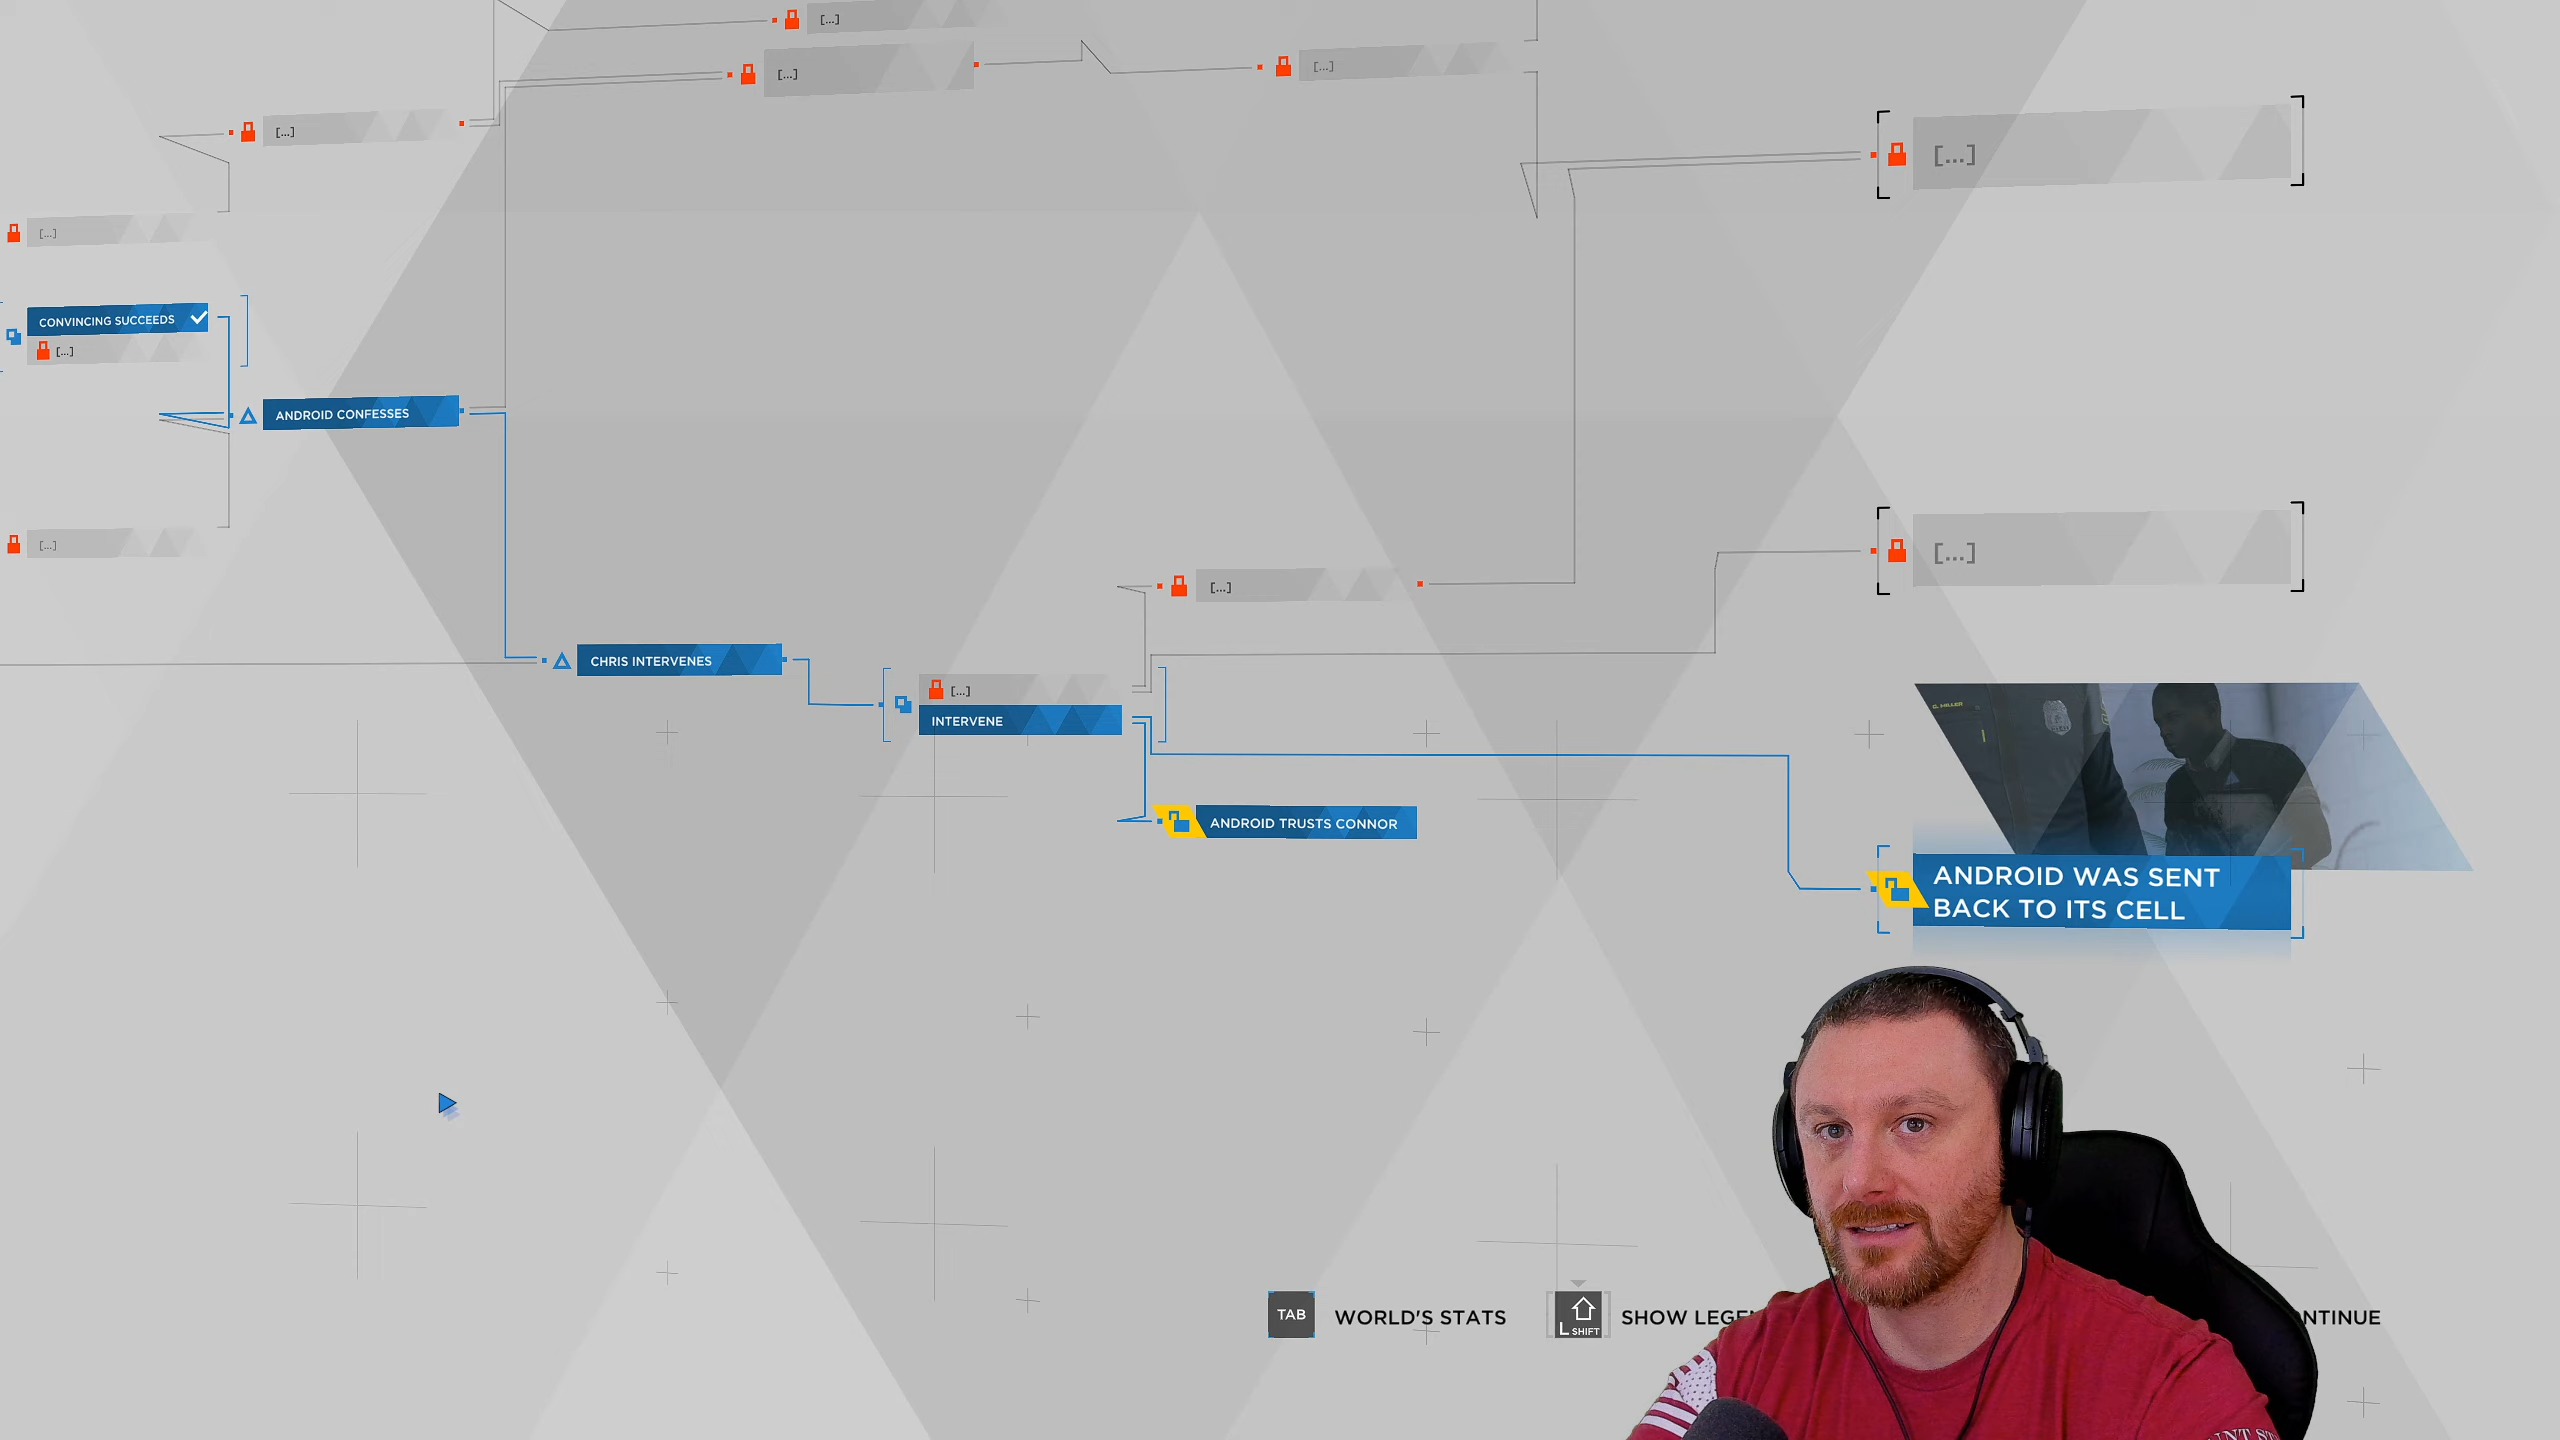 [...]
[...]
[...]
[...]
[...]
[...]
CONVINCING SUCCEEDS
[...]
ANDROID CONFESSES
[...]
[...]
[...]
CHRIS INTERVENES
[...]
INTERVENE
ANDROID TRUSTS CONNOR
ANDROID WAS SENT
BACK TO ITS CELL
TAB
WORLD'S STATS
L SHIFT
SHOW LEGE
NTINUE